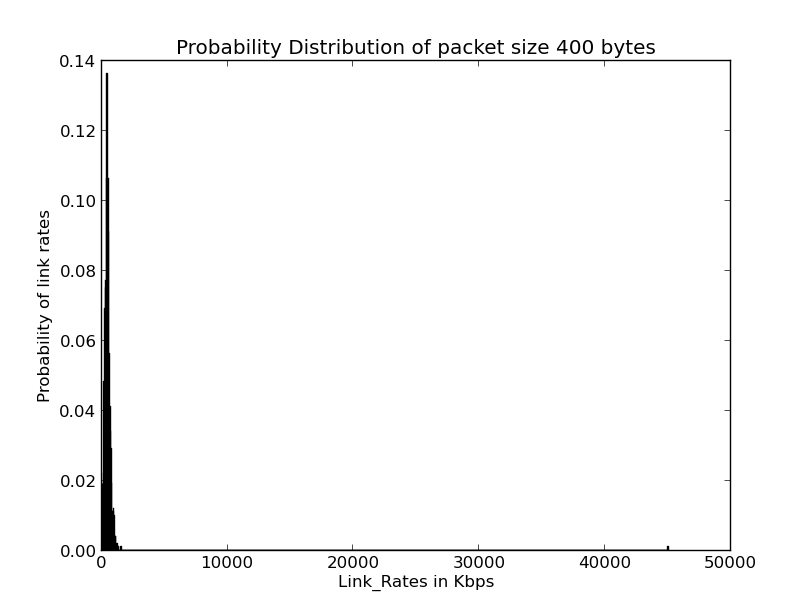 Probability Distribution of packet size 400 bytes
0.14
0.12
0.10
0.08
0.06
0.04
0.02
0.00
Probability of link rates
0 10000 20000 30000 40000 50000
Link_Rates in Kbps